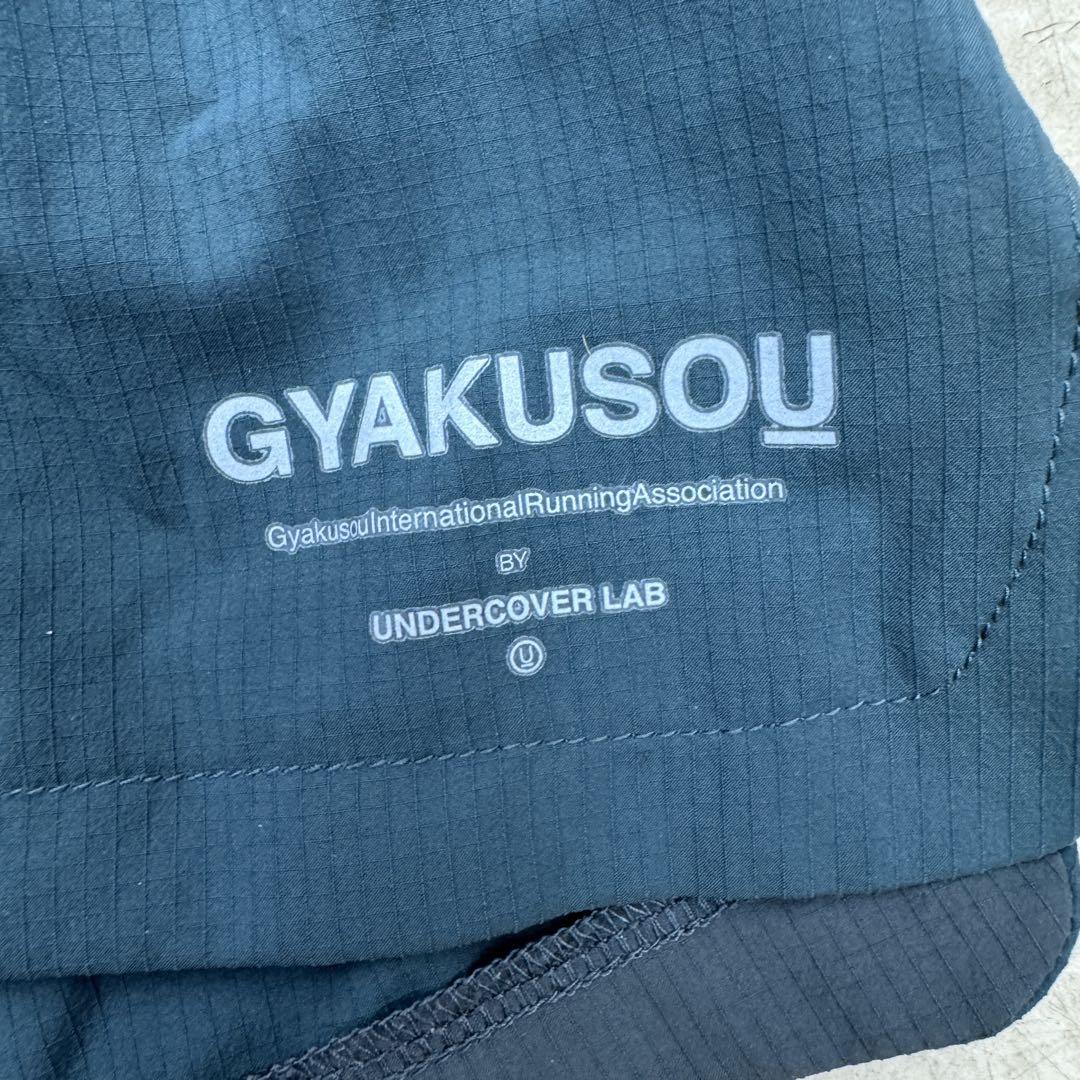 GYAKUSOU
GyakusouInternationalRunningAssociation
BY
UNDERCOVER LAB
U